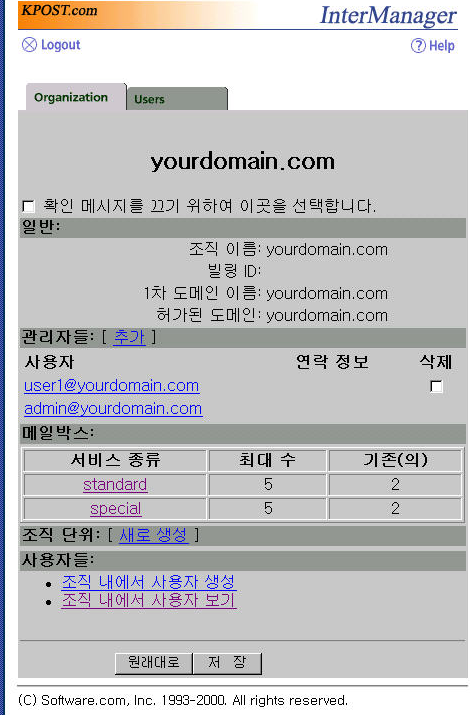 KPOST.com
InterManager
Logout
Help
Organization
Users
yourdomain.com
확인 메시지를 끄기 위하여 이곳을 선택합니다.
일반:
조직 이름: yourdomain.com
빌링 ID:
1차 도메인 이름: yourdomain.com
허가된 도메인: yourdomain.com
관리자들: [ 추가 ]
사용자 연락 정보 삭제
user1@yourdomain.com
admin@yourdomain.com
메일박스:
서비스 종류 최대 수 기존(의)
standard 5 2
special 5 2
조직 단위: [ 새로 생성 ]
사용자들:
조직 내에서 사용자 생성
조직 내에서 사용자 보기
원래대로 저 장
(C) Software.com, Inc. 1993-2000. All rights reserved.